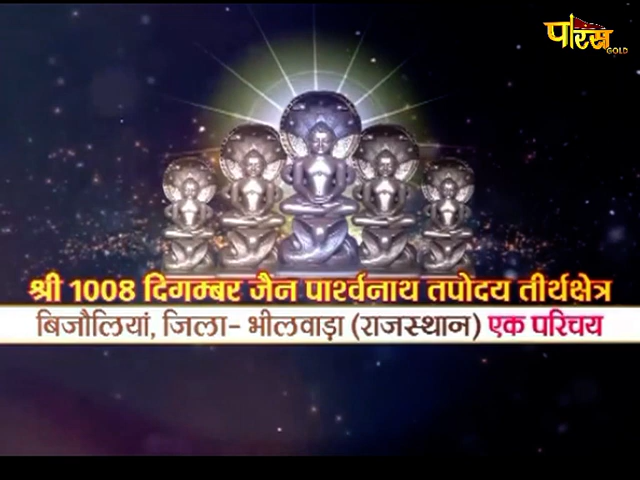 पारस
GOLD
श्री 1008 दिगम्बर जैन पार्श्वनाथ तपोदय तीर्थक्षेत्र
बिजौलियां, जिला- भीलवाड़ा (राजस्थान) एक परिचय